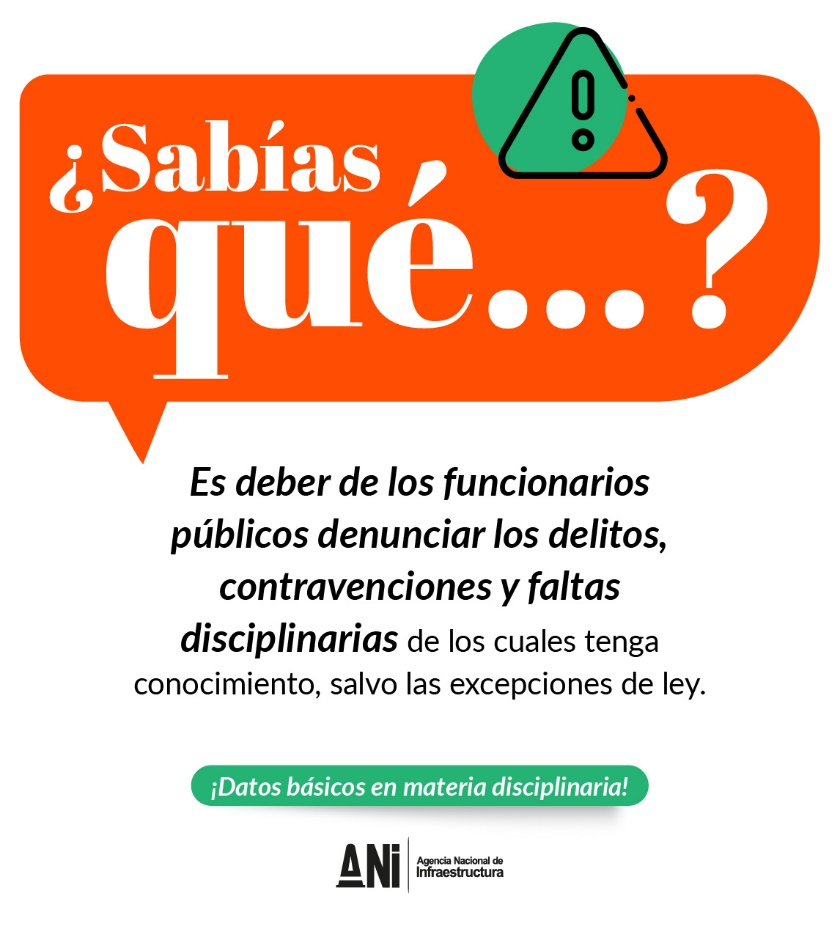 ¿Sabías
qué...?
Es deber de los funcionarios
públicos denunciar los delitos,
contravenciones y faltas
disciplinarias de los cuales tenga
conocimiento, salvo las excepciones de ley.
¡Datos básicos en materia disciplinaria!
ANi
Agencia Nacional de
Infraestructura